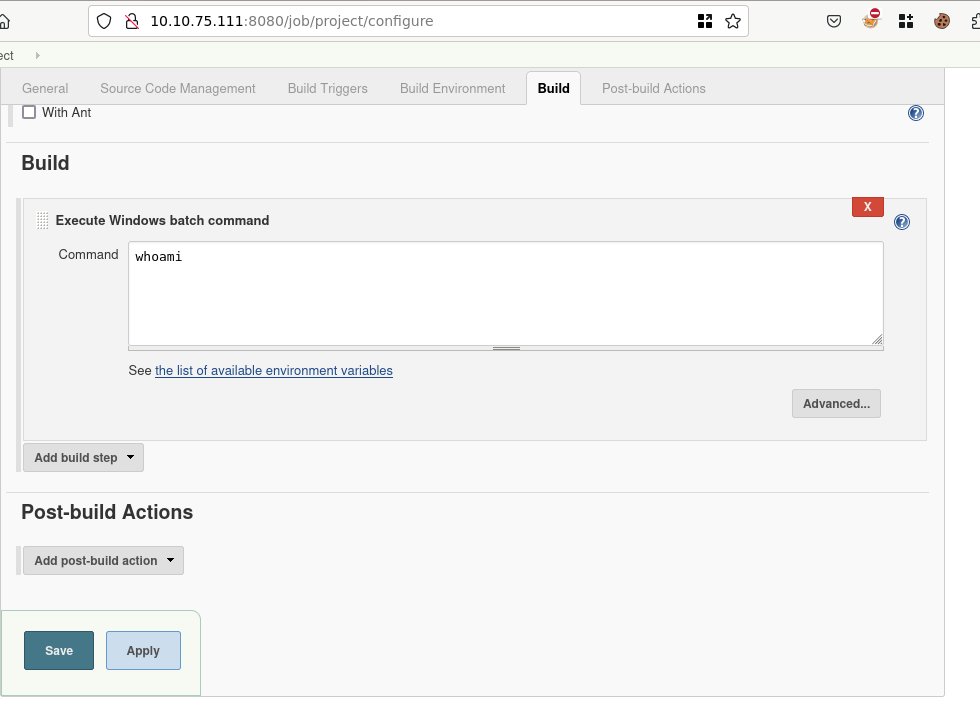 10.10.75.111:8080/job/project/configure
ect
General Source Code Management Build Triggers Build Environment Build Post-build Actions
With Ant
Build
X
Execute Windows batch command
Command whoami
See the list of available environment variables
Advanced...
Add build step
Post-build Actions
Add post-build action
Save Apply